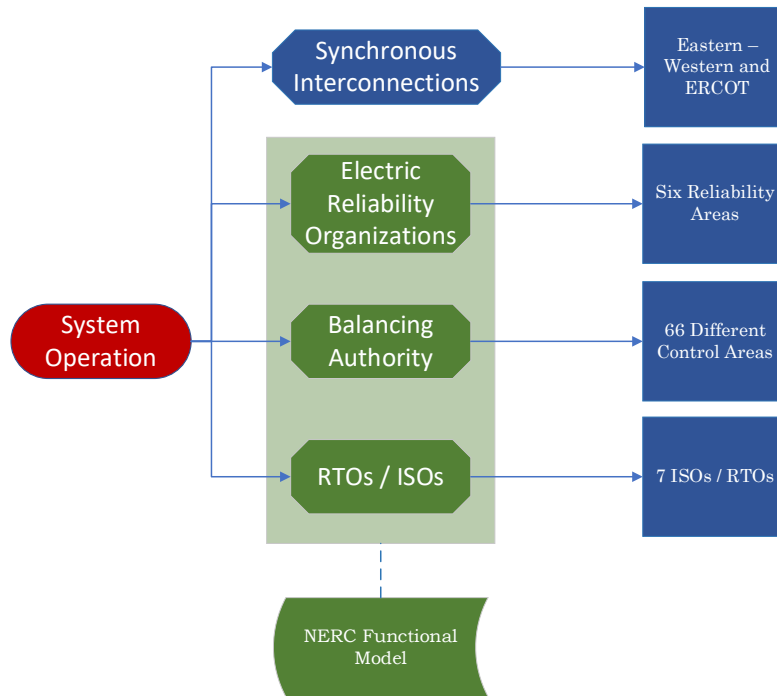 Synchronous
Interconnections
Eastern –
Western and
ERCOT
Electric
Reliability
Organizations
Six Reliability
Areas
System
Operation
Balancing
Authority
66 Different
Control Areas
RTOs / ISOs
7 ISOs / RTOs
NERC Functional
Model